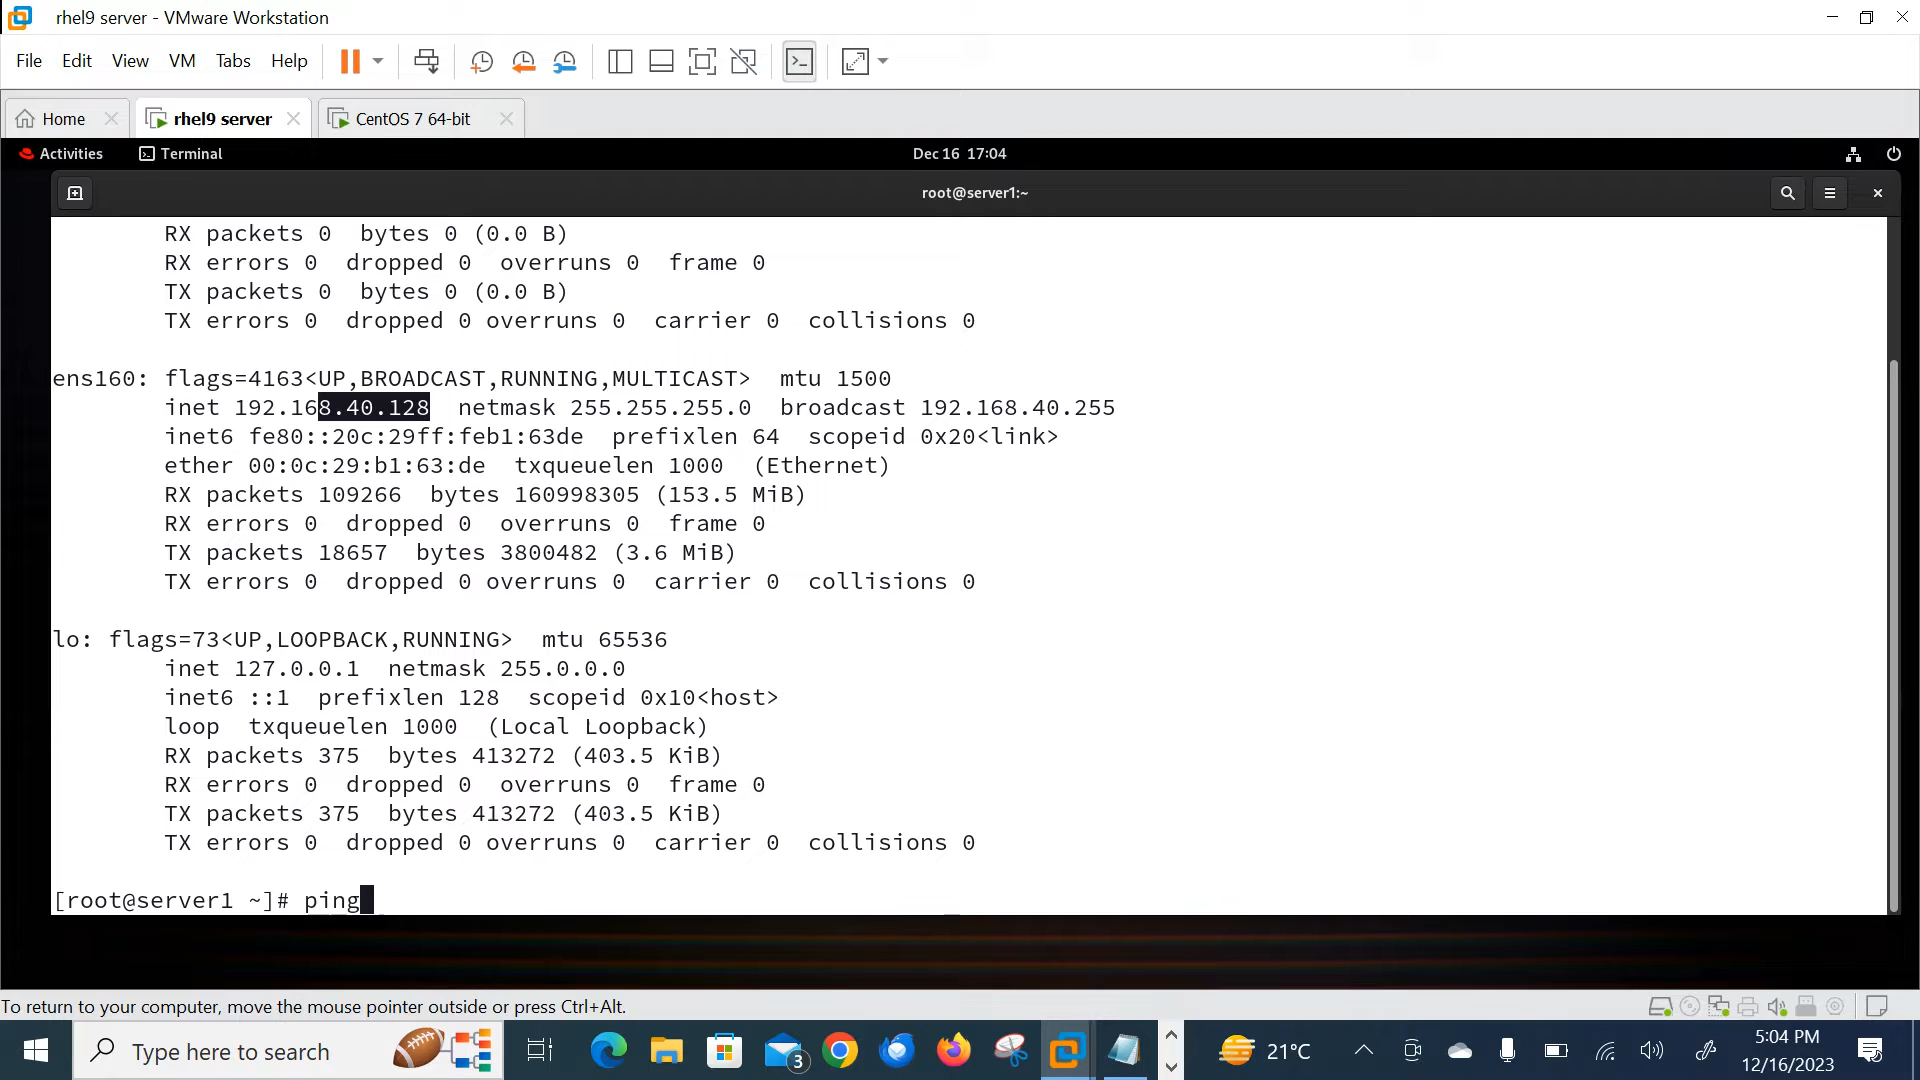 rhel9 server - VMware Workstation
File Edit View VM Tabs Help
Home rhel9 server CentOS 7 64-bit
Activities Terminal Dec 16 17:04
root@server1:~
RX packets 0  bytes 0 (0.0 B)
RX errors 0  dropped 0  overruns 0  frame 0
TX packets 0  bytes 0 (0.0 B)
TX errors 0  dropped 0 overruns 0  carrier 0  collisions 0
ens160: flags=4163<UP,BROADCAST,RUNNING,MULTICAST>  mtu 1500
inet 192.168.40.128  netmask 255.255.255.0  broadcast 192.168.40.255
inet6 fe80::20c:29ff:feb1:63de  prefixlen 64  scopeid 0x20<link>
ether 00:0c:29:b1:63:de  txqueuelen 1000  (Ethernet)
RX packets 109266  bytes 160998305 (153.5 MiB)
RX errors 0  dropped 0  overruns 0  frame 0
TX packets 18657  bytes 3800482 (3.6 MiB)
TX errors 0  dropped 0 overruns 0  carrier 0  collisions 0
lo: flags=73<UP,LOOPBACK,RUNNING>  mtu 65536
inet 127.0.0.1  netmask 255.0.0.0
inet6 ::1  prefixlen 128  scopeid 0x10<host>
loop  txqueuelen 1000  (Local Loopback)
RX packets 375  bytes 413272 (403.5 KiB)
RX errors 0  dropped 0  overruns 0  frame 0
TX packets 375  bytes 413272 (403.5 KiB)
TX errors 0  dropped 0 overruns 0  carrier 0  collisions 0
[root@server1 ~]# ping
To return to your computer, move the mouse pointer outside or press Ctrl+Alt.
Type here to search 3 21°C 5:04 PM
12/16/2023